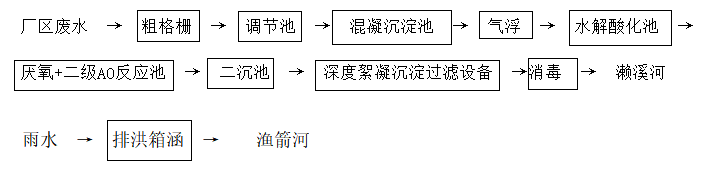 厂区废水 → 粗格栅 → 调节池 → 混凝沉淀池 → 气浮 → 水解酸化池 →
厌氧+二级AO反应池 → 二沉池 → 深度絮凝沉淀过滤设备 → 消毒 → 濑溪河
雨水 → 排洪箱涵 → 渔箭河